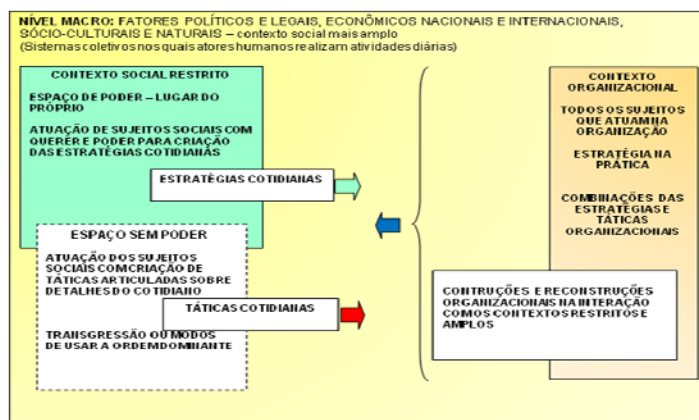 NÍVEL MACRO: FATORES POLÍTICOS E LEGAIS, ECONÔMICOS NACIONAIS E INTERNACIONAIS,
SÓCIO-CULTURAIS E NATURAIS – contexto social mais amplo
(Sistemas coletivos nos quais atores humanos realizam atividades diárias)
CONTEXTO SOCIAL RESTRITO
ESPAÇO DE PODER – LUGAR DO
PRÓPRIO
ATUAÇÃO DE SUJEITOS SOCIAIS COM
QUERER E PODER PARA CRIAÇÃO
DAS ESTRATÉGIAS COTIDIANAS
ESTRATÉGIAS COTIDIANAS
ESPAÇO SEM PODER
ATUAÇÃO DOS SUJEITOS
SOCIAIS COM CRIAÇÃO DE
TÁTICAS ARTICULADAS SOBRE
DETALHES DO COTIDIANO
TÁTICAS COTIDIANAS
TRANSGRESSÃO OU MODOS
DE USAR A ORDEM DOMINANTE
CONTEXTO
ORGANIZACIONAL
TODOS OS SUJEITOS
QUE ATUAM NA
ORGANIZAÇÃO
ESTRATÉGIA NA
PRÁTICA
COMBINAÇÕES DAS
ESTRATÉGIAS E
TÁTICAS
ORGANIZACIONAIS
CONTRUÇÕES E RECONSTRUÇÕES
ORGANIZACIONAIS NA INTERAÇÃO
COM OS CONTEXTOS RESTRITOS E
AMPLOS